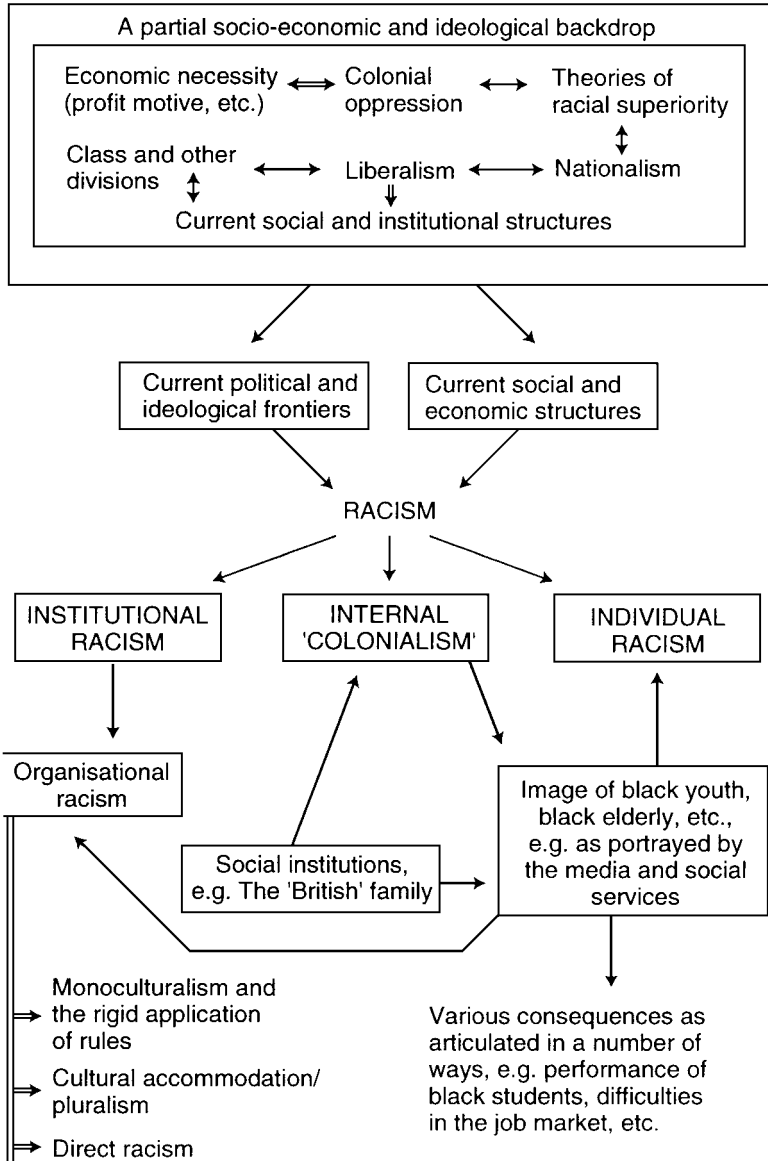 A partial socio-economic and ideological backdrop
Economic necessity
(profit motive, etc.)
Colonial
oppression
Theories of
racial superiority
Class and other
divisions
Liberalism
Nationalism
Current social and institutional structures
Current political and
ideological frontiers
Current social and
economic structures
RACISM
INSTITUTIONAL
RACISM
INTERNAL
'COLONIALISM'
INDIVIDUAL
RACISM
Organisational
racism
Social institutions,
e.g. The 'British' family
Image of black youth,
black elderly, etc.,
e.g. as portrayed by
the media and social
services
Monoculturalism and
the rigid application
of rules
Cultural accommodation/
pluralism
Direct racism
Various consequences as
articulated in a number of
ways, e.g. performance of
black students, difficulties
in the job market, etc.